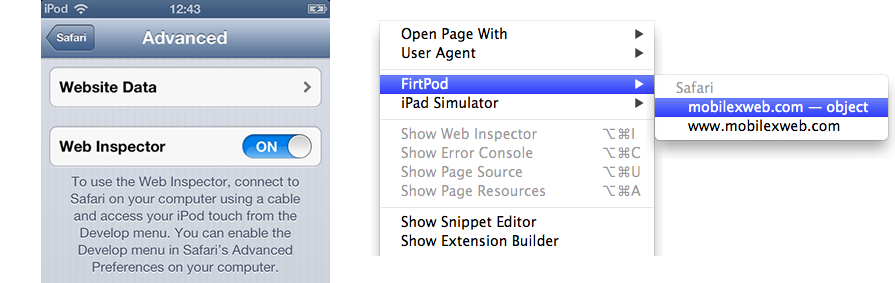 iPod 12:43
Safari
Advanced
Website Data
Web Inspector ON
To use the Web Inspector, connect to
Safari on your computer using a cable
and access your iPod touch from the
Develop menu. You can enable the
Develop menu in Safari's Advanced
Preferences on your computer.
Open Page With
User Agent
FirtPod
iPad Simulator
Show Web Inspector ⌥⌘I
Show Error Console ⌥⌘C
Show Page Source ⌥⌘U
Show Page Resources ⌥⌘A
Show Snippet Editor
Show Extension Builder
Safari
mobilexweb.com — object
www.mobilexweb.com